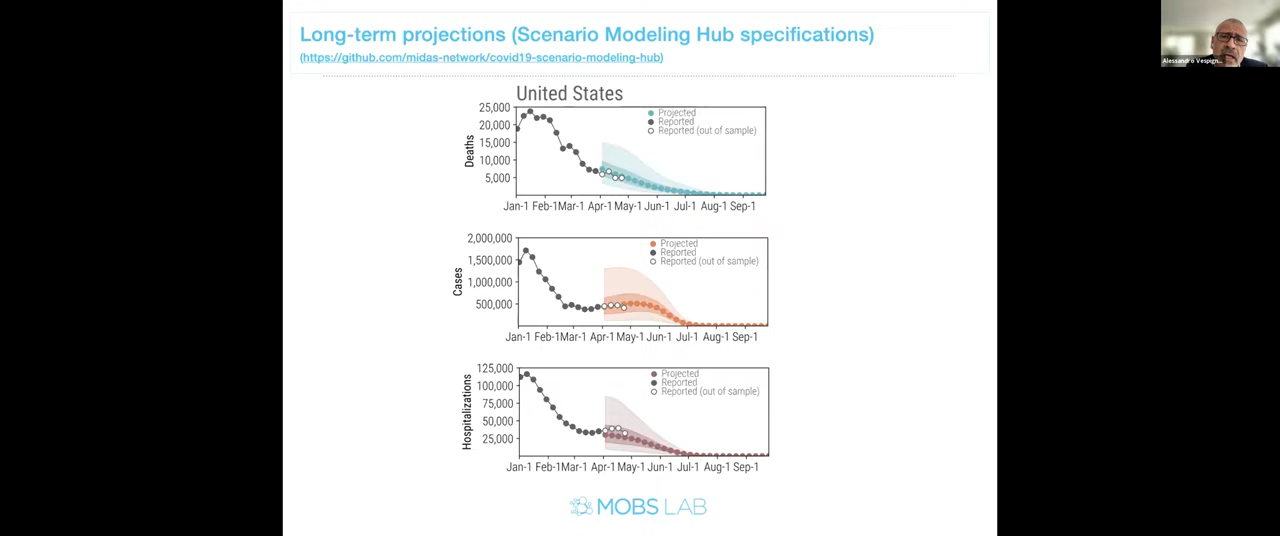 Long-term projections (Scenario Modeling Hub specifications)
(https://github.com/midas-network/covid19-scenario-modeling-hub)
Alessandro Vespign...
United States
25,000
20,000
15,000
10,000
5,000
Deaths
Projected
Reported
Reported (out of sample)
Jan-1 Feb-1 Mar-1 Apr-1 May-1 Jun-1 Jul-1 Aug-1 Sep-1
2,000,000
1,500,000
1,000,000
500,000
Cases
Projected
Reported
Reported (out of sample)
Jan-1 Feb-1 Mar-1 Apr-1 May-1 Jun-1 Jul-1 Aug-1 Sep-1
125,000
100,000
75,000
50,000
25,000
Hospitalizations
Projected
Reported
Reported (out of sample)
Jan-1 Feb-1 Mar-1 Apr-1 May-1 Jun-1 Jul-1 Aug-1 Sep-1
MOBS LAB